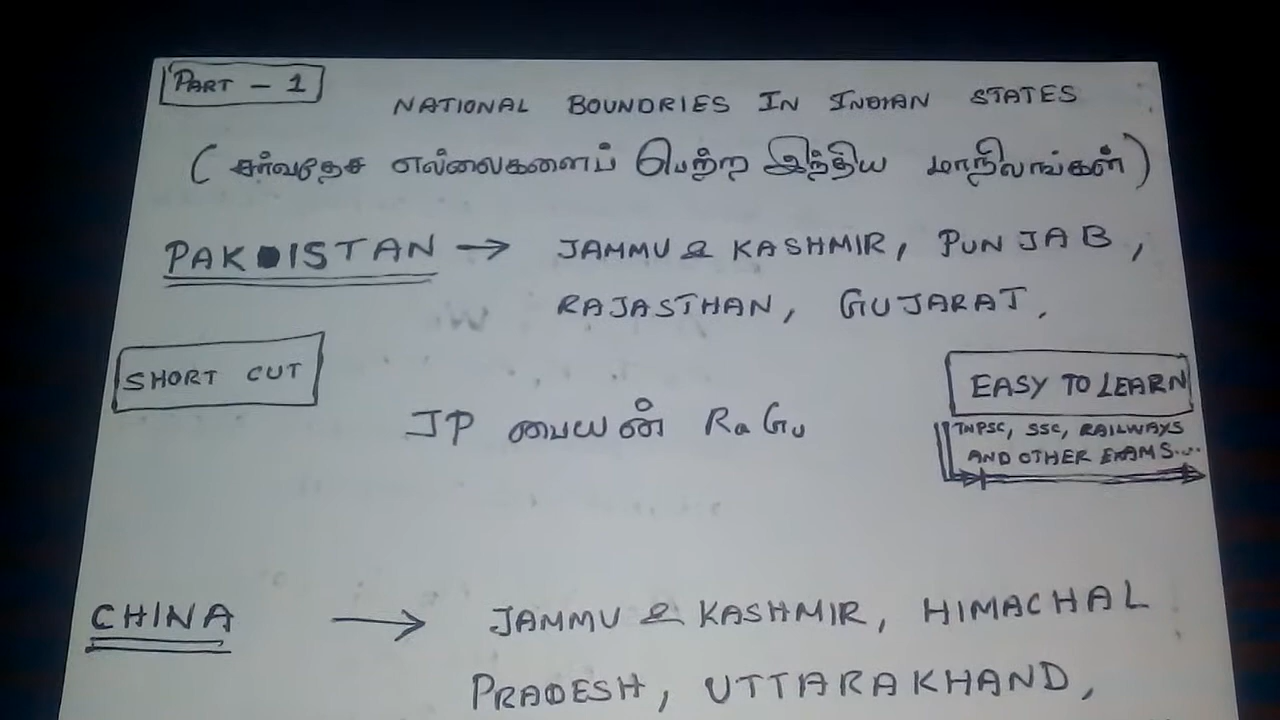 PART - 1
NATIONAL BOUNDRIES IN INDIAN STATES
(சர்வதேச எல்லைகளைப் பெற்ற இந்திய மாநிலங்கள்)
PAKISTAN → JAMMU & KASHMIR, PUNJAB,
RAJASTHAN, GUJARAT.
SHORT CUT
JP பையன் RaGu
EASY TO LEARN
TNPSC, SSC, RAILWAYS
AND OTHER EXAMS...
CHINA → JAMMU & KASHMIR, HIMACHAL
PRADESH, UTTARAKHAND,